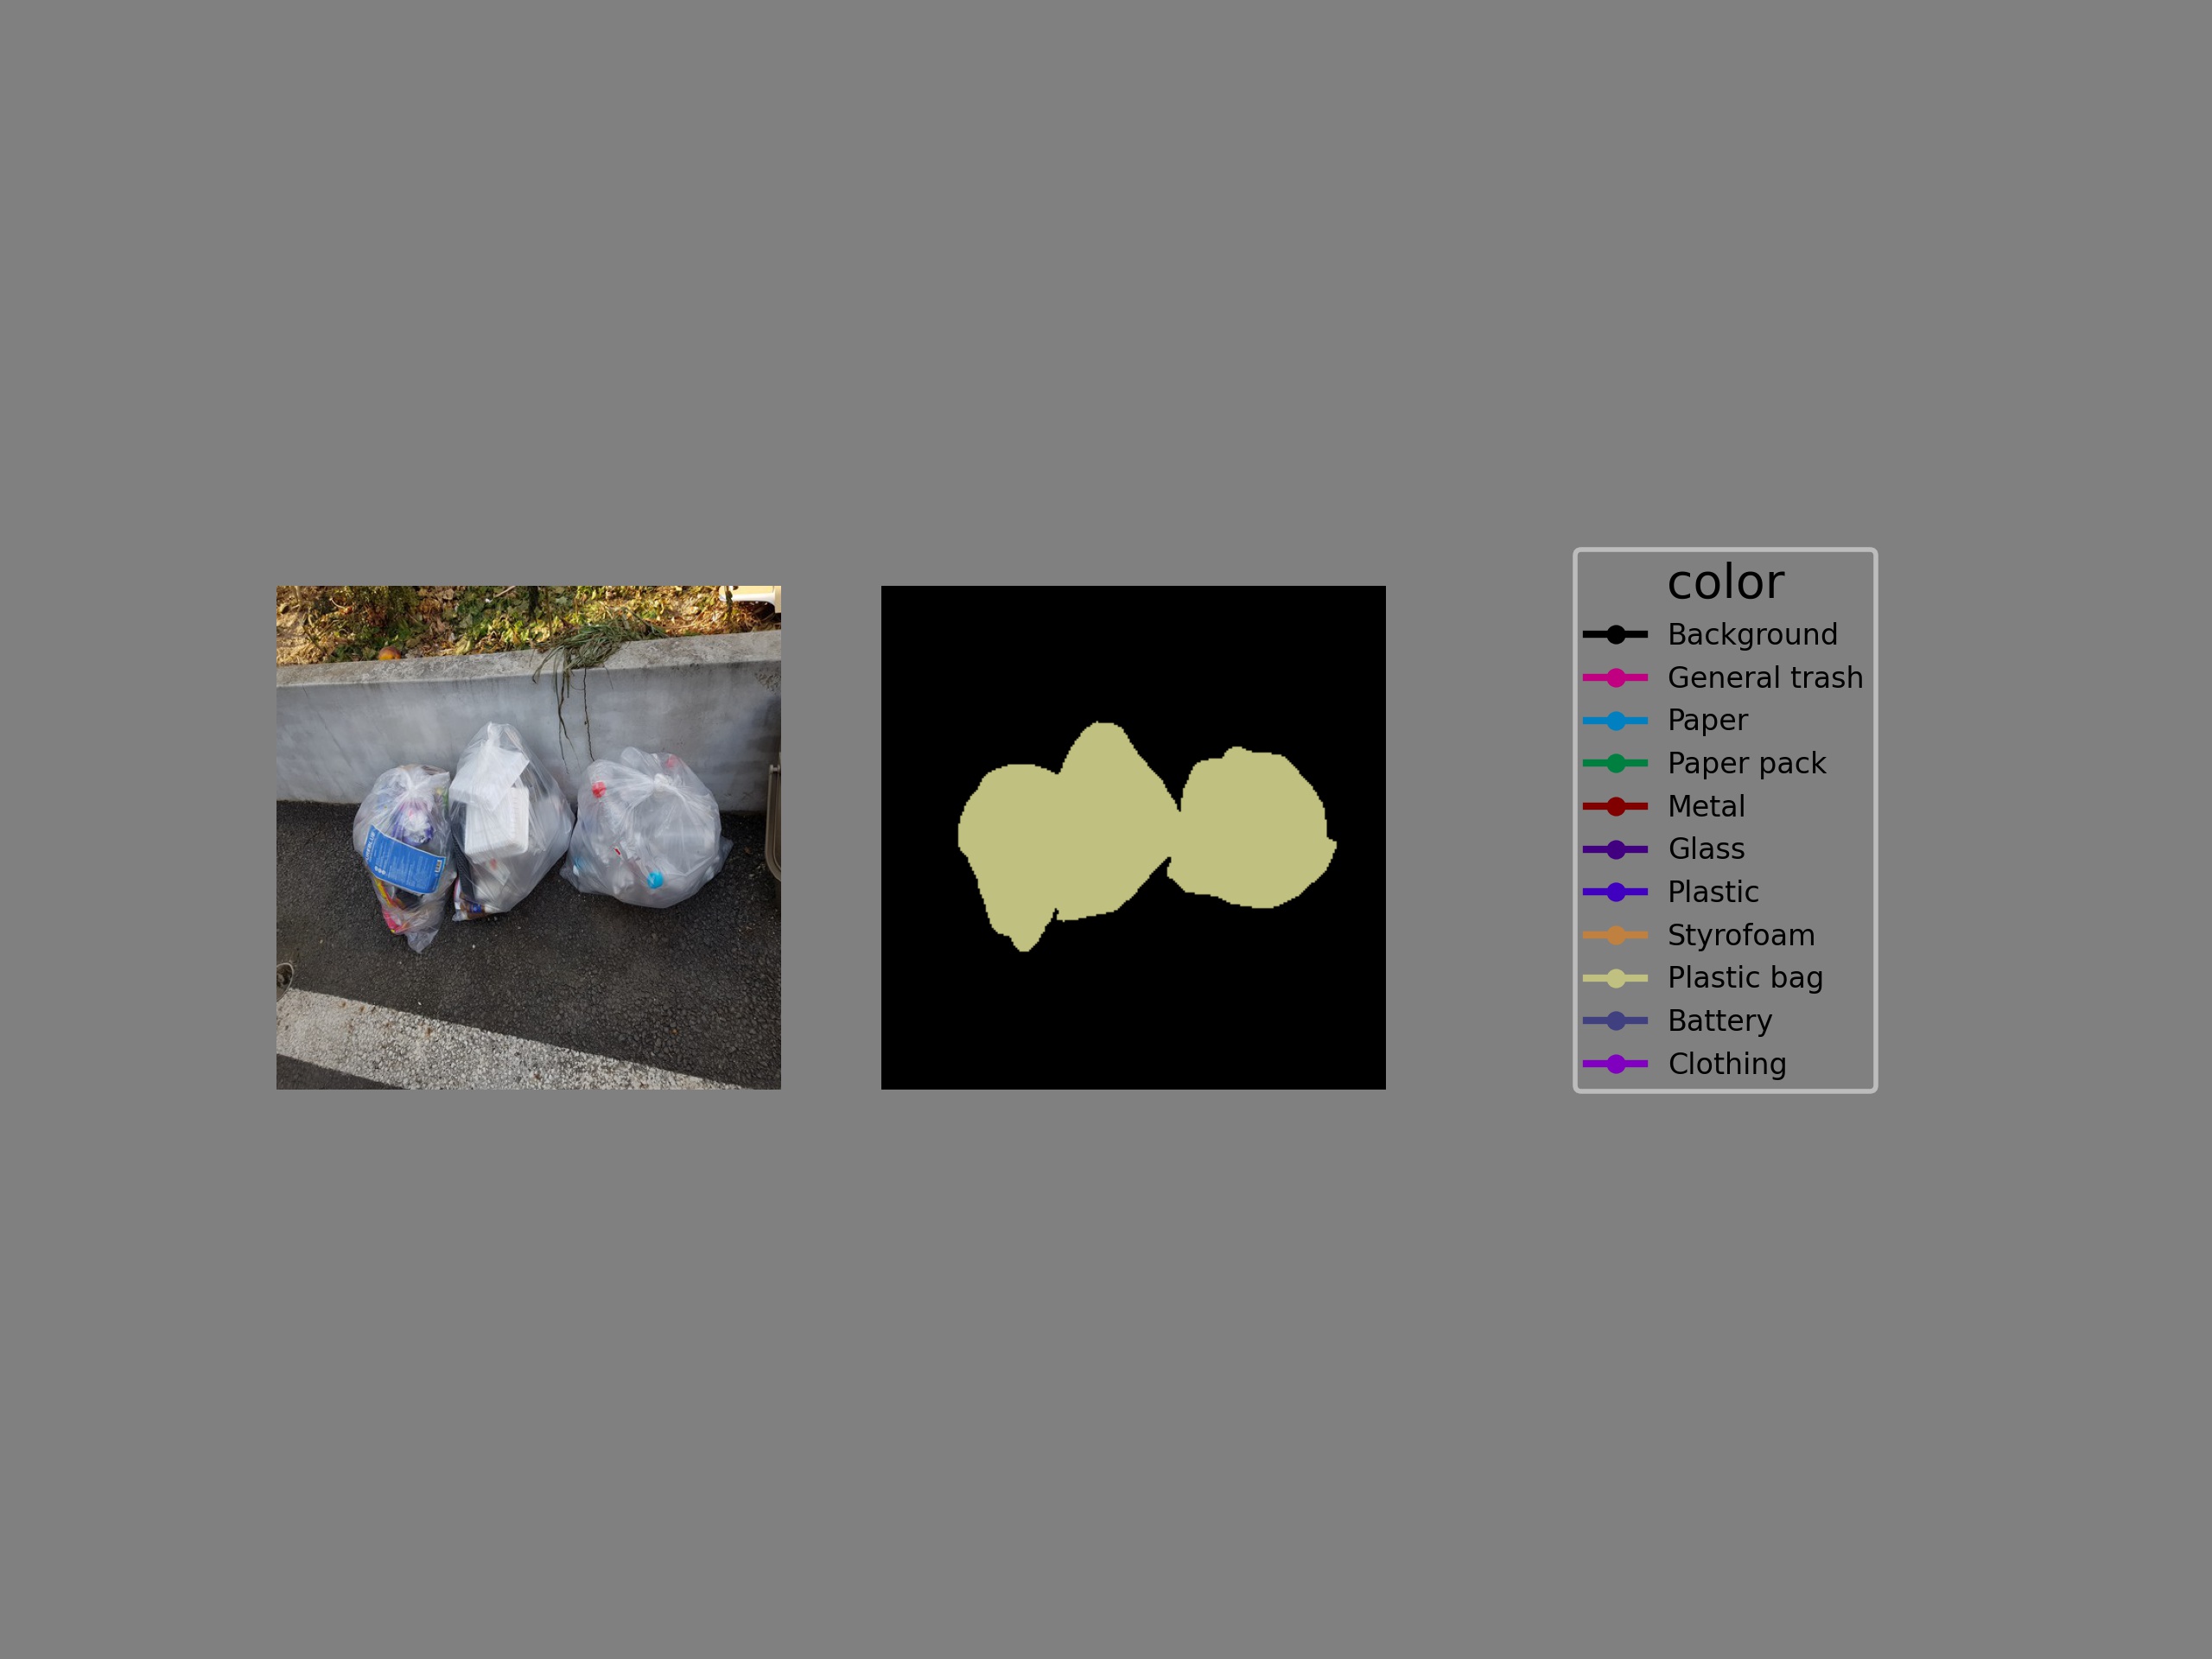 color
Background
General trash
Paper
Paper pack
Metal
Glass
Plastic
Styrofoam
Plastic bag
Battery
Clothing